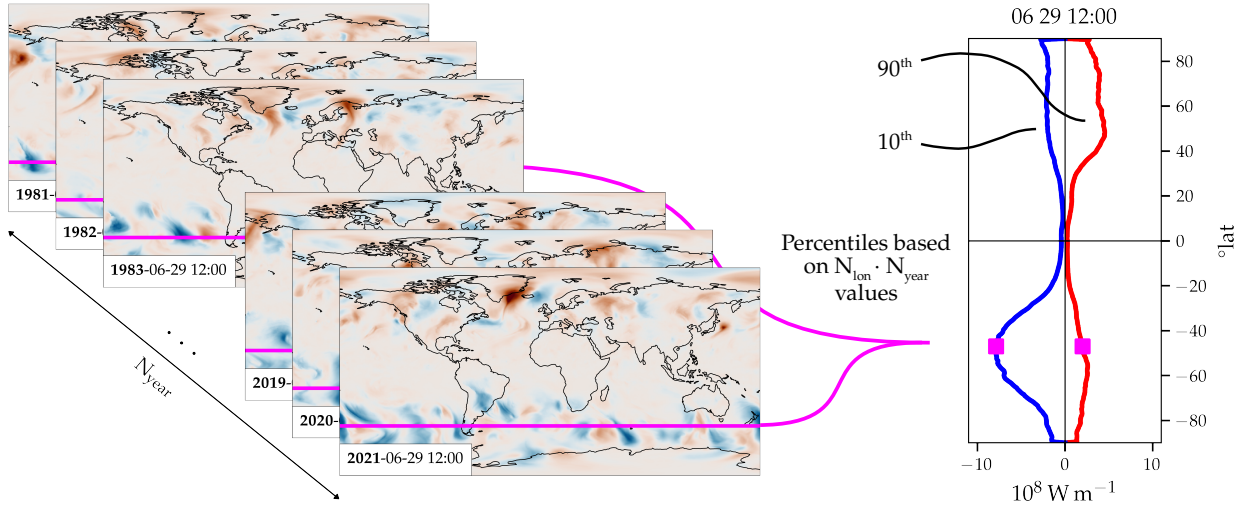 1981-
1982-
1983-06-29 12:00
2019-
2020-
2021-06-29 12:00
N_year
Percentiles based
on N_lon · N_year
values
06 29 12:00
90th
10th
80
60
40
20
0
−20
−40
−60
−80
°lat
−10 0 10
10⁸ W m⁻¹